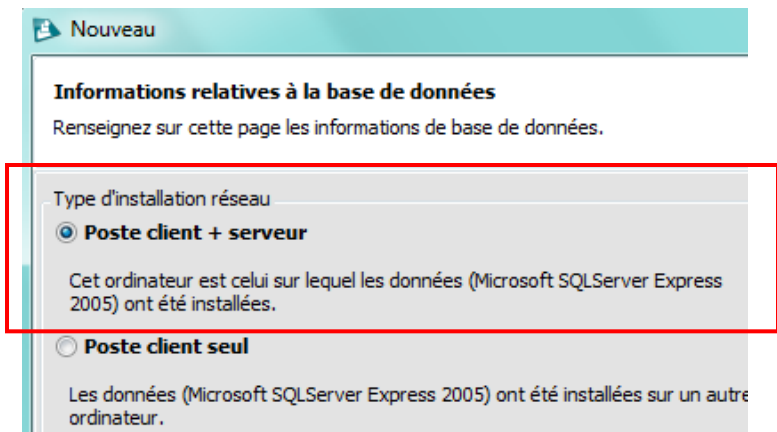 Nouveau
Informations relatives à la base de données
Renseignez sur cette page les informations de base de données.
Type d'installation réseau
Poste client + serveur
Cet ordinateur est celui sur lequel les données (Microsoft SQLServer Express
2005) ont été installées.
Poste client seul
Les données (Microsoft SQLServer Express 2005) ont été installées sur un autre
ordinateur.